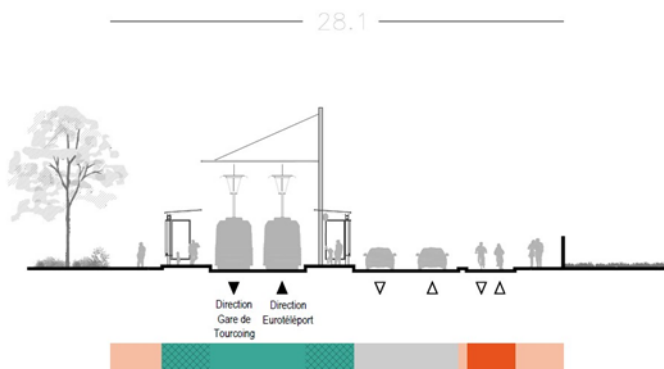 28.1
Direction
Gare de
Tourcoing
Direction
Eurotéléport